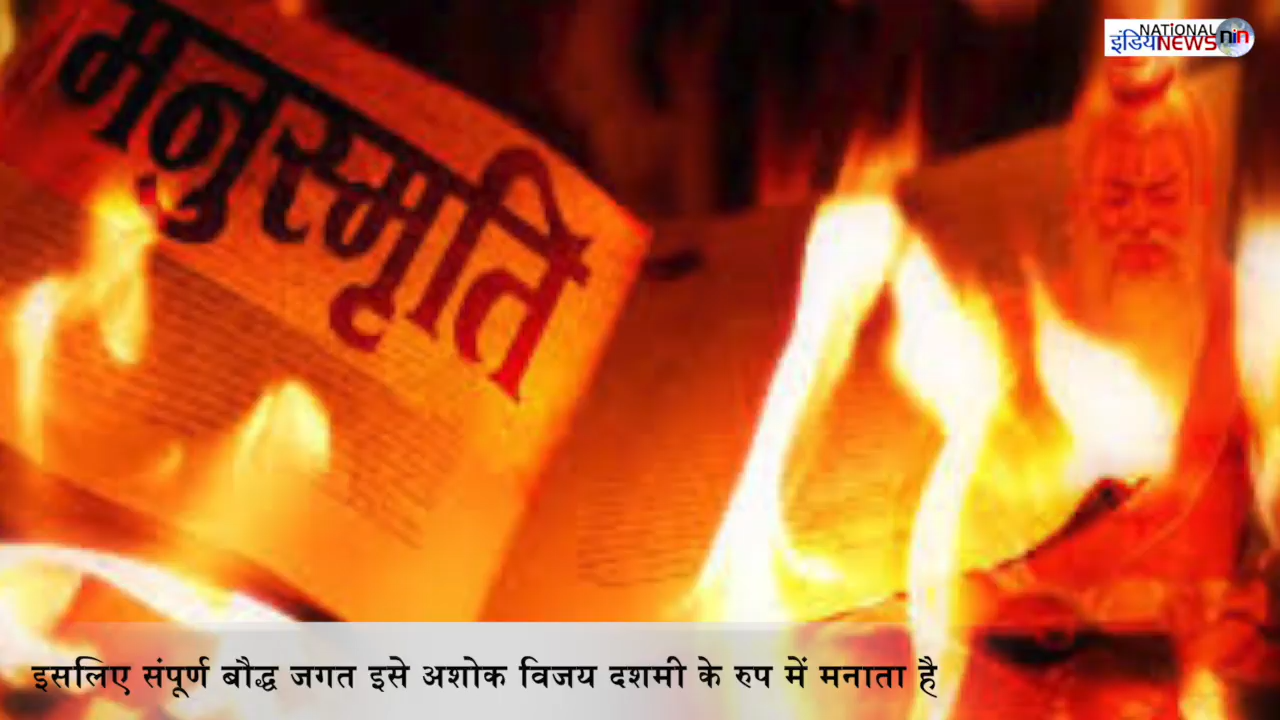 NATIONAL
इंडिया NEWS nin
मनुस्मृति
इसलिए संपूर्ण बौद्ध जगत इसे अशोक विजय दशमी के रुप में मनाता है